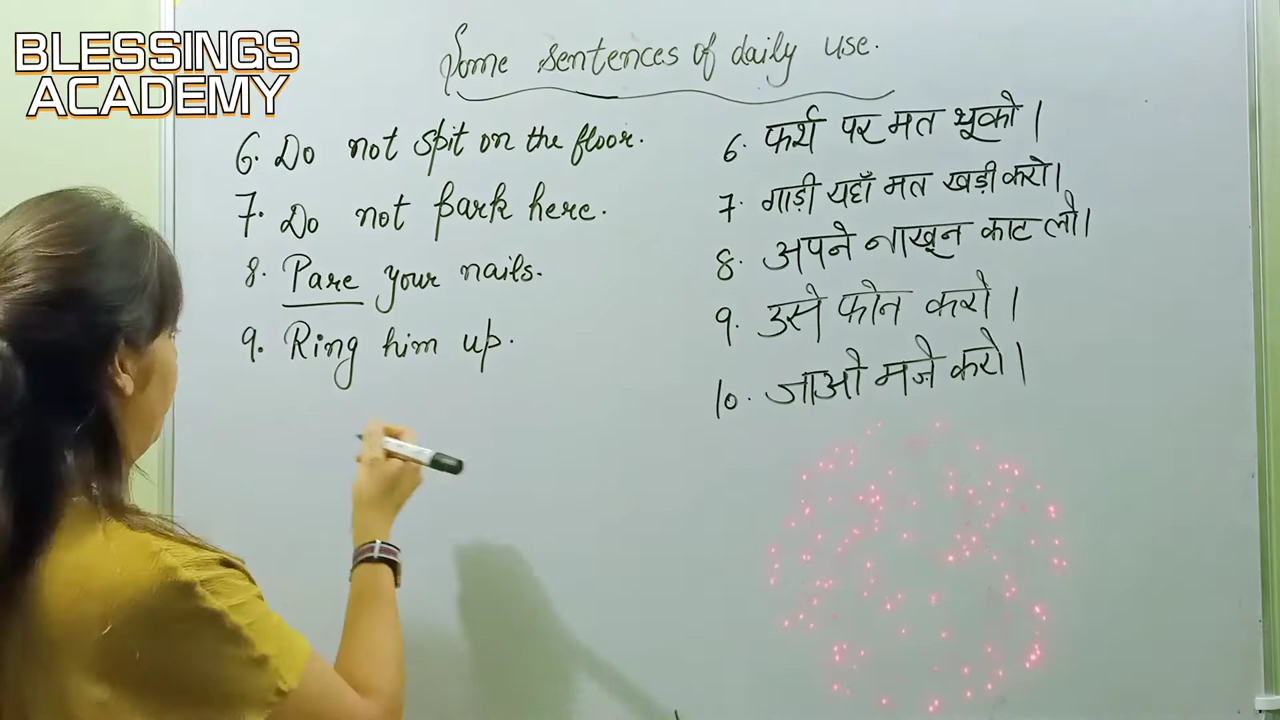 BLESSINGS
ACADEMY
Some sentences of daily use.
6. Do not spit on the floor.
7. Do not park here.
8. Pare your nails.
9. Ring him up.
6. फर्श पर मत थूको।
7. गाड़ी यहाँ मत खड़ी करो।
8. अपने नाखून काट लो।
9. उसे फोन करो।
10. जाओ मजे करो।